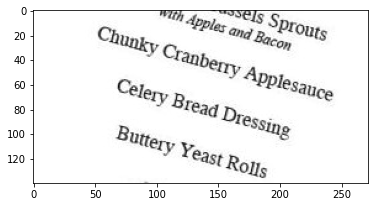 Sprouts
with Apples and Bacon
Chunky Cranberry Applesauce
Celery Bread Dressing
Buttery Yeast Rolls
0
20
40
60
80
100
120
0
50
100
150
200
250